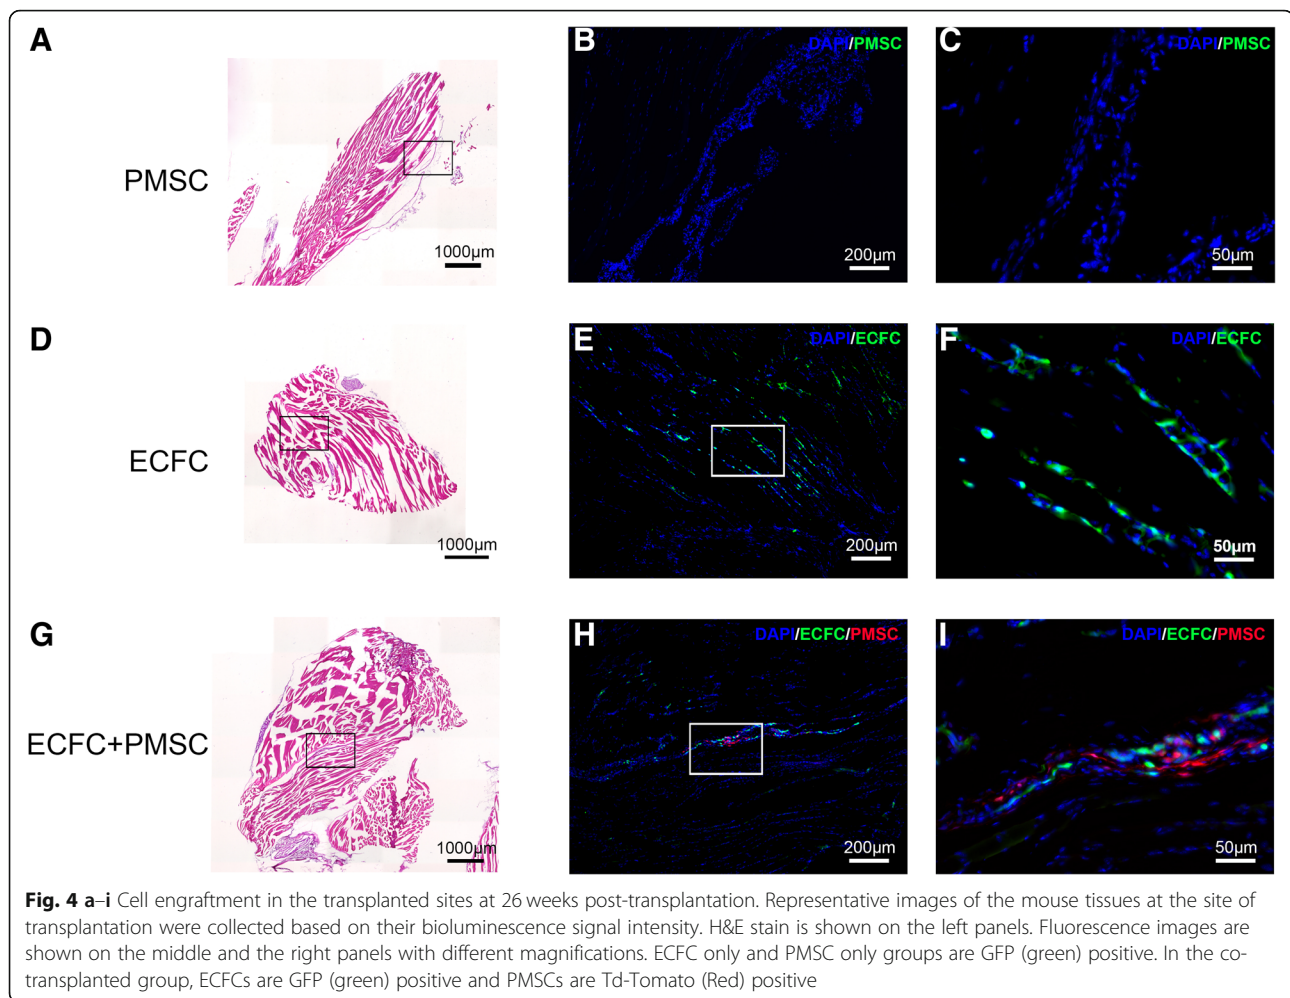 A
B
DAPI/PMSC
C
DAPI/PMSC
PMSC
1000µm
200µm
50µm
D
E
DAPI/ECFC
F
DAPI/ECFC
ECFC
1000µm
200µm
50µm
G
H
DAPI/ECFC/PMSC
I
DAPI/ECFC/PMSC
ECFC+PMSC
1000µm
200µm
50µm
Fig. 4 a–i Cell engraftment in the transplanted sites at 26 weeks post-transplantation. Representative images of the mouse tissues at the site of
transplantation were collected based on their bioluminescence signal intensity. H&E stain is shown on the left panels. Fluorescence images are
shown on the middle and the right panels with different magnifications. ECFC only and PMSC only groups are GFP (green) positive. In the co-
transplanted group, ECFCs are GFP (green) positive and PMSCs are Td-Tomato (Red) positive